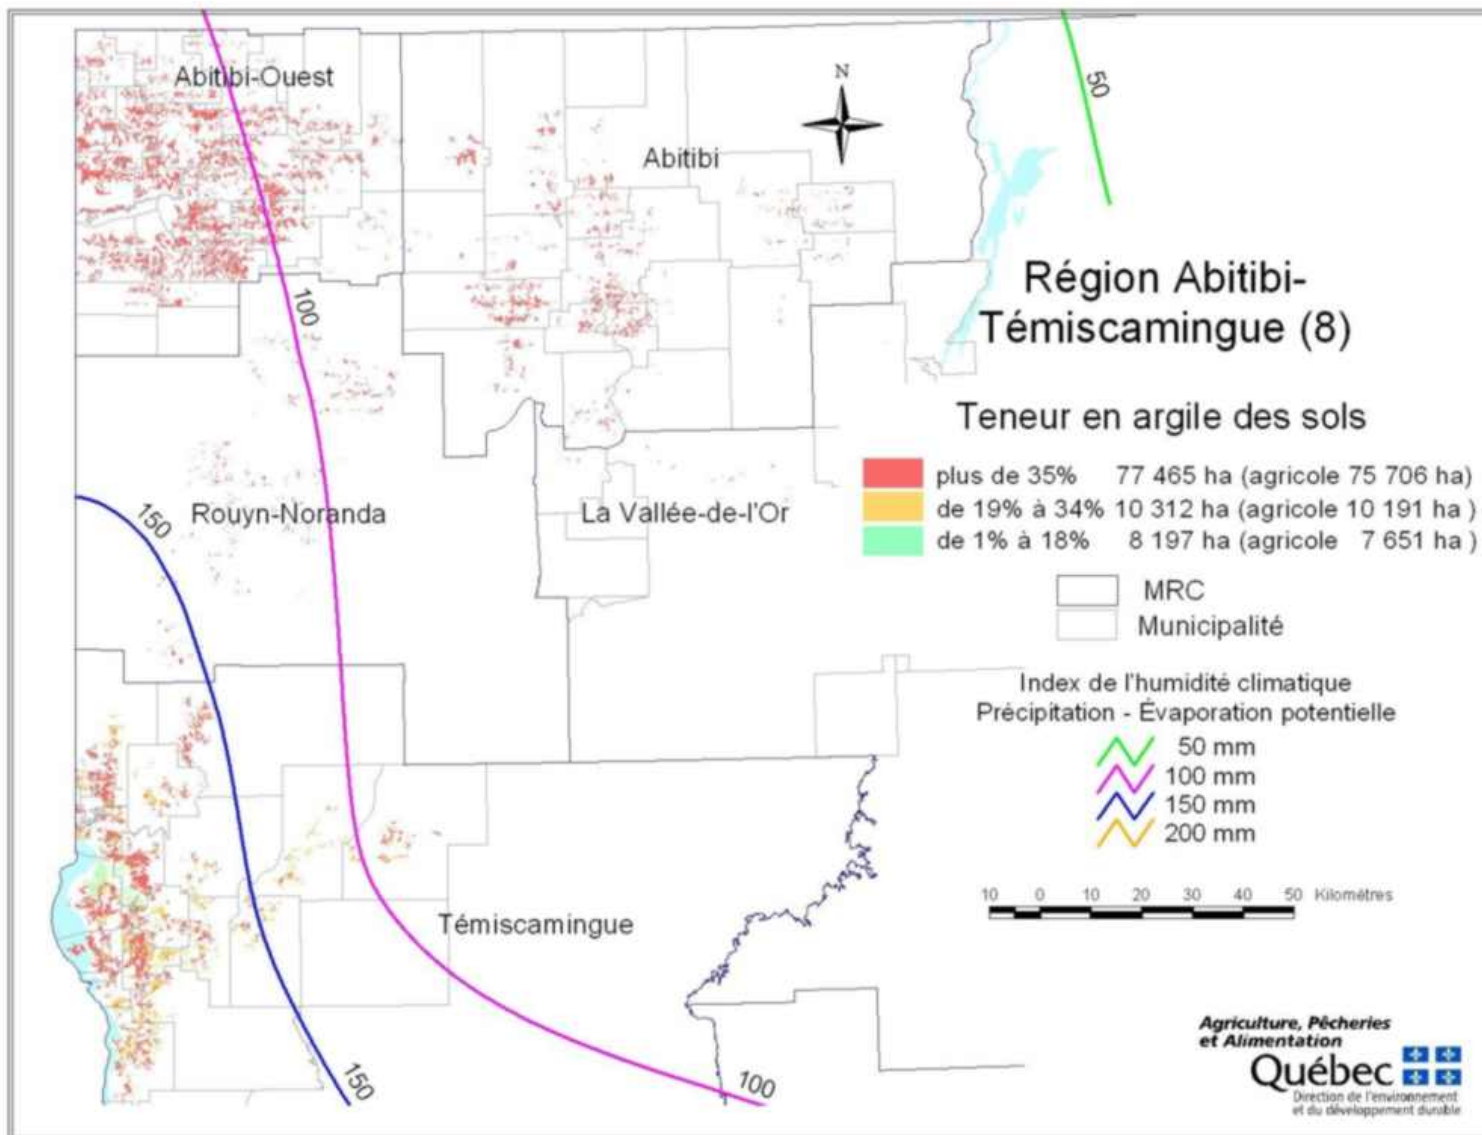 Abitibi-Ouest
N
50
Abitibi
Région Abitibi-
Témiscamingue (8)
100
Teneur en argile des sols
plus de 35% 77 465 ha (agricole 75 706 ha)
de 19% à 34% 10 312 ha (agricole 10 191 ha )
de 1% à 18% 8 197 ha (agricole 7 651 ha )
150
Rouyn-Noranda
La Vallée-de-l'Or
MRC
Municipalité
Index de l'humidité climatique
Précipitation - Évaporation potentielle
50 mm
100 mm
150 mm
200 mm
10 0 10 20 30 40 50 Kilomètres
Témiscamingue
150
100
Agriculture, Pêcheries
et Alimentation
Québec
Direction de l'environnement
et du développement durable